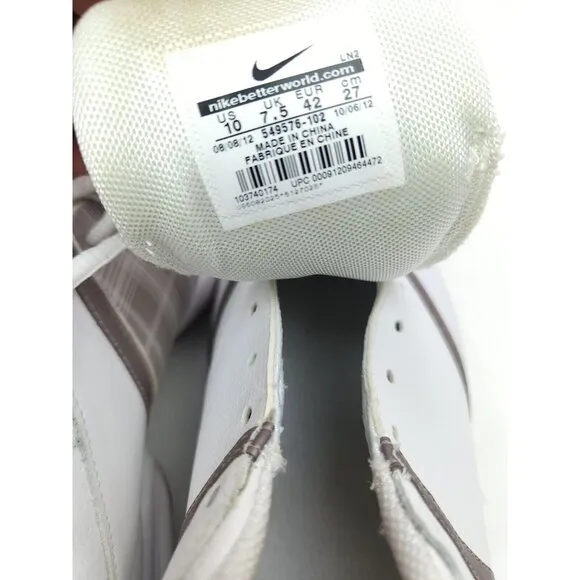 LN2
nikebetterworld.com
US UK EUR cm
10 7.5 42 27
08/08/12 549576-102 10/06/12
MADE IN CHINA
FABRIQUE EN CHINE
103740174 UPC 00091209464472